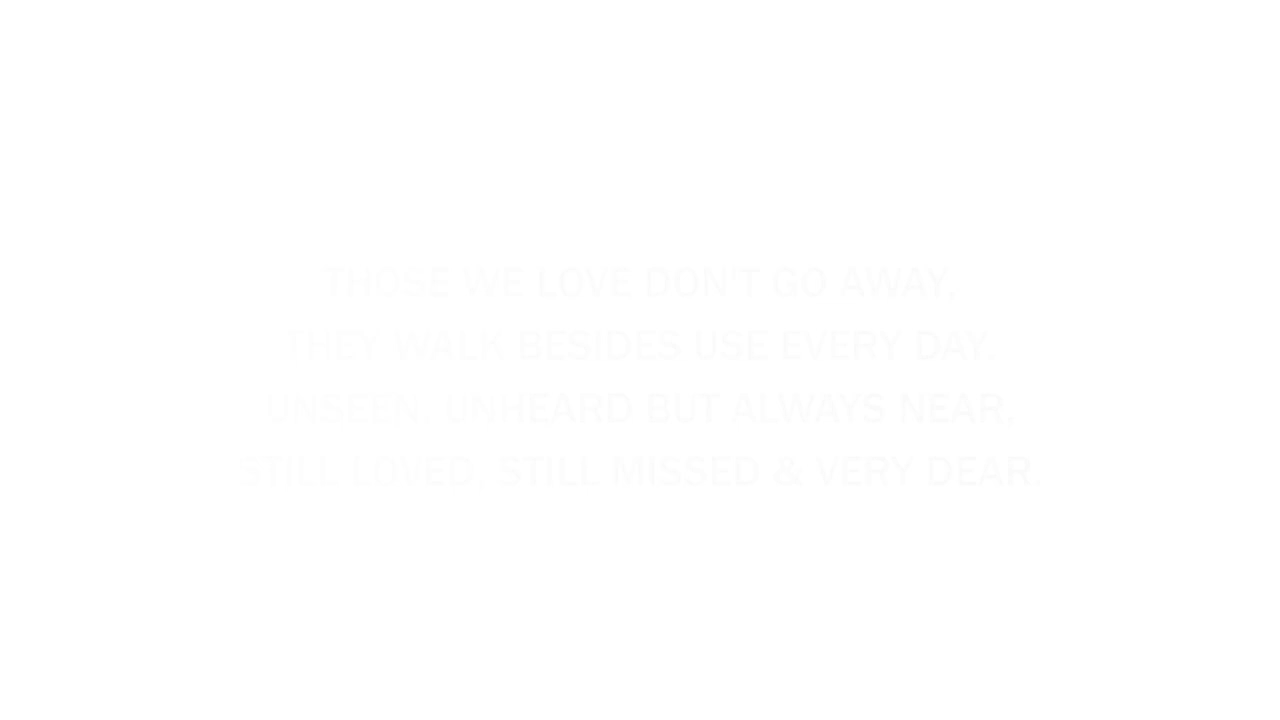 THOSE WE LOVE DON'T GO AWAY,
THEY WALK BESIDES USE EVERY DAY.
UNSEEN, UNHEARD BUT ALWAYS NEAR,
STILL LOVED, STILL MISSED & VERY DEAR.